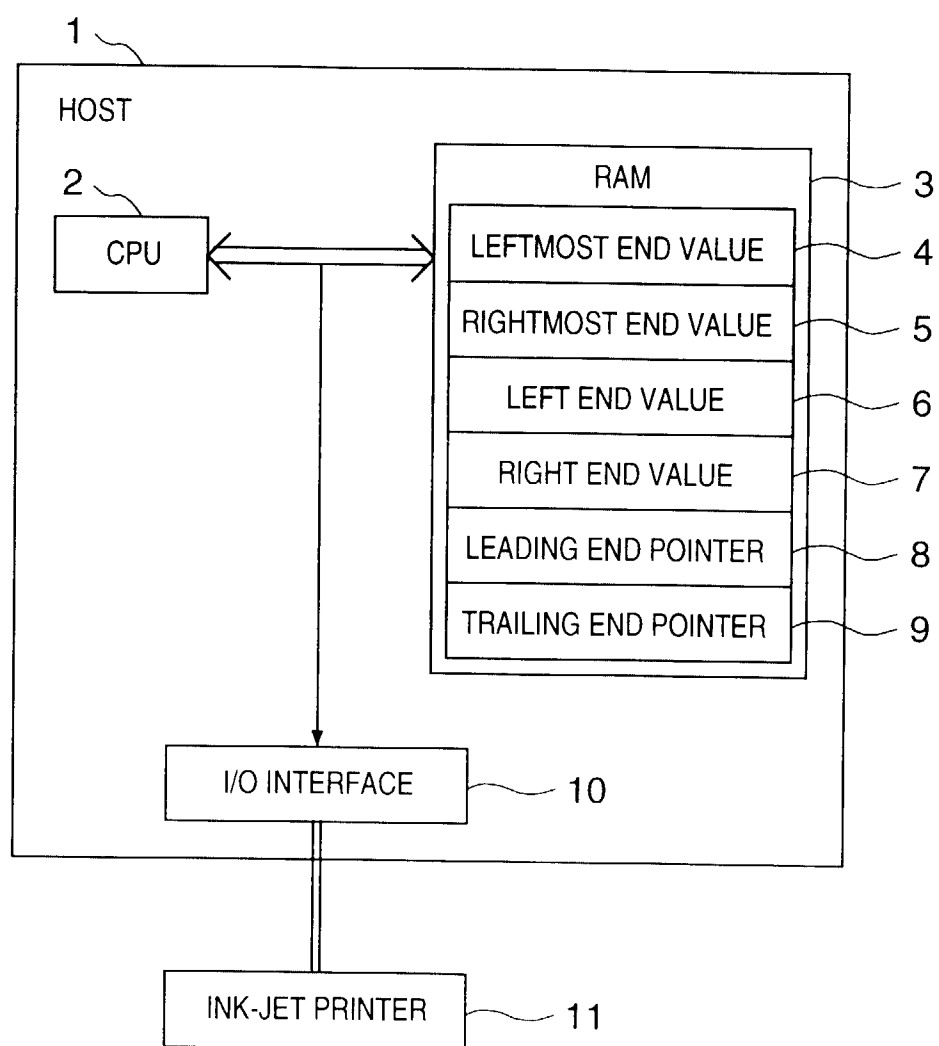 1
HOST
2
CPU
RAM
3
LEFTMOST END VALUE
4
RIGHTMOST END VALUE
5
LEFT END VALUE
6
RIGHT END VALUE
7
LEADING END POINTER
8
TRAILING END POINTER
9
I/O INTERFACE
10
INK-JET PRINTER
11